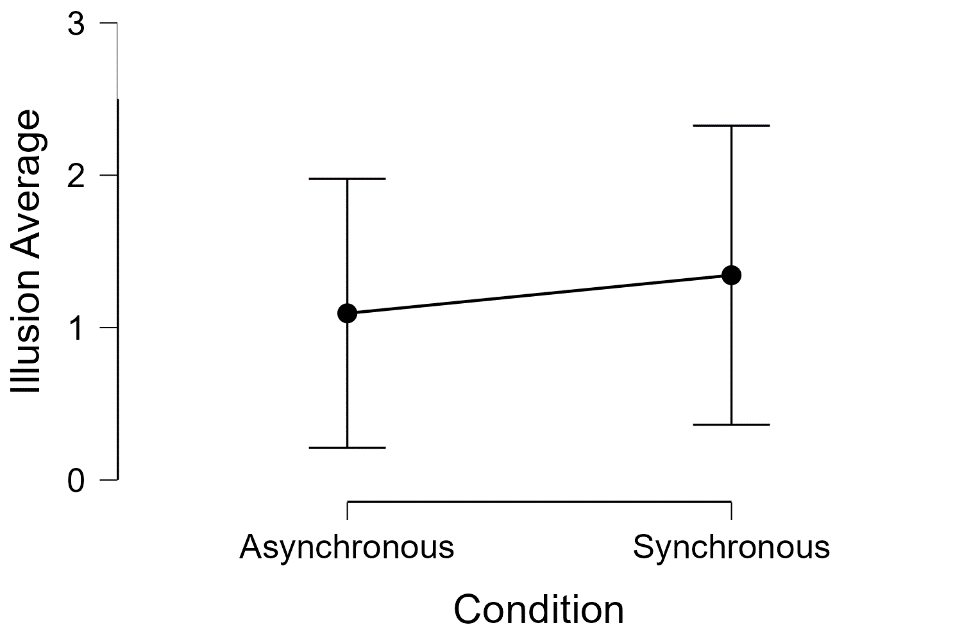 3
2
1
0
Illusion Average
Asynchronous
Synchronous
Condition